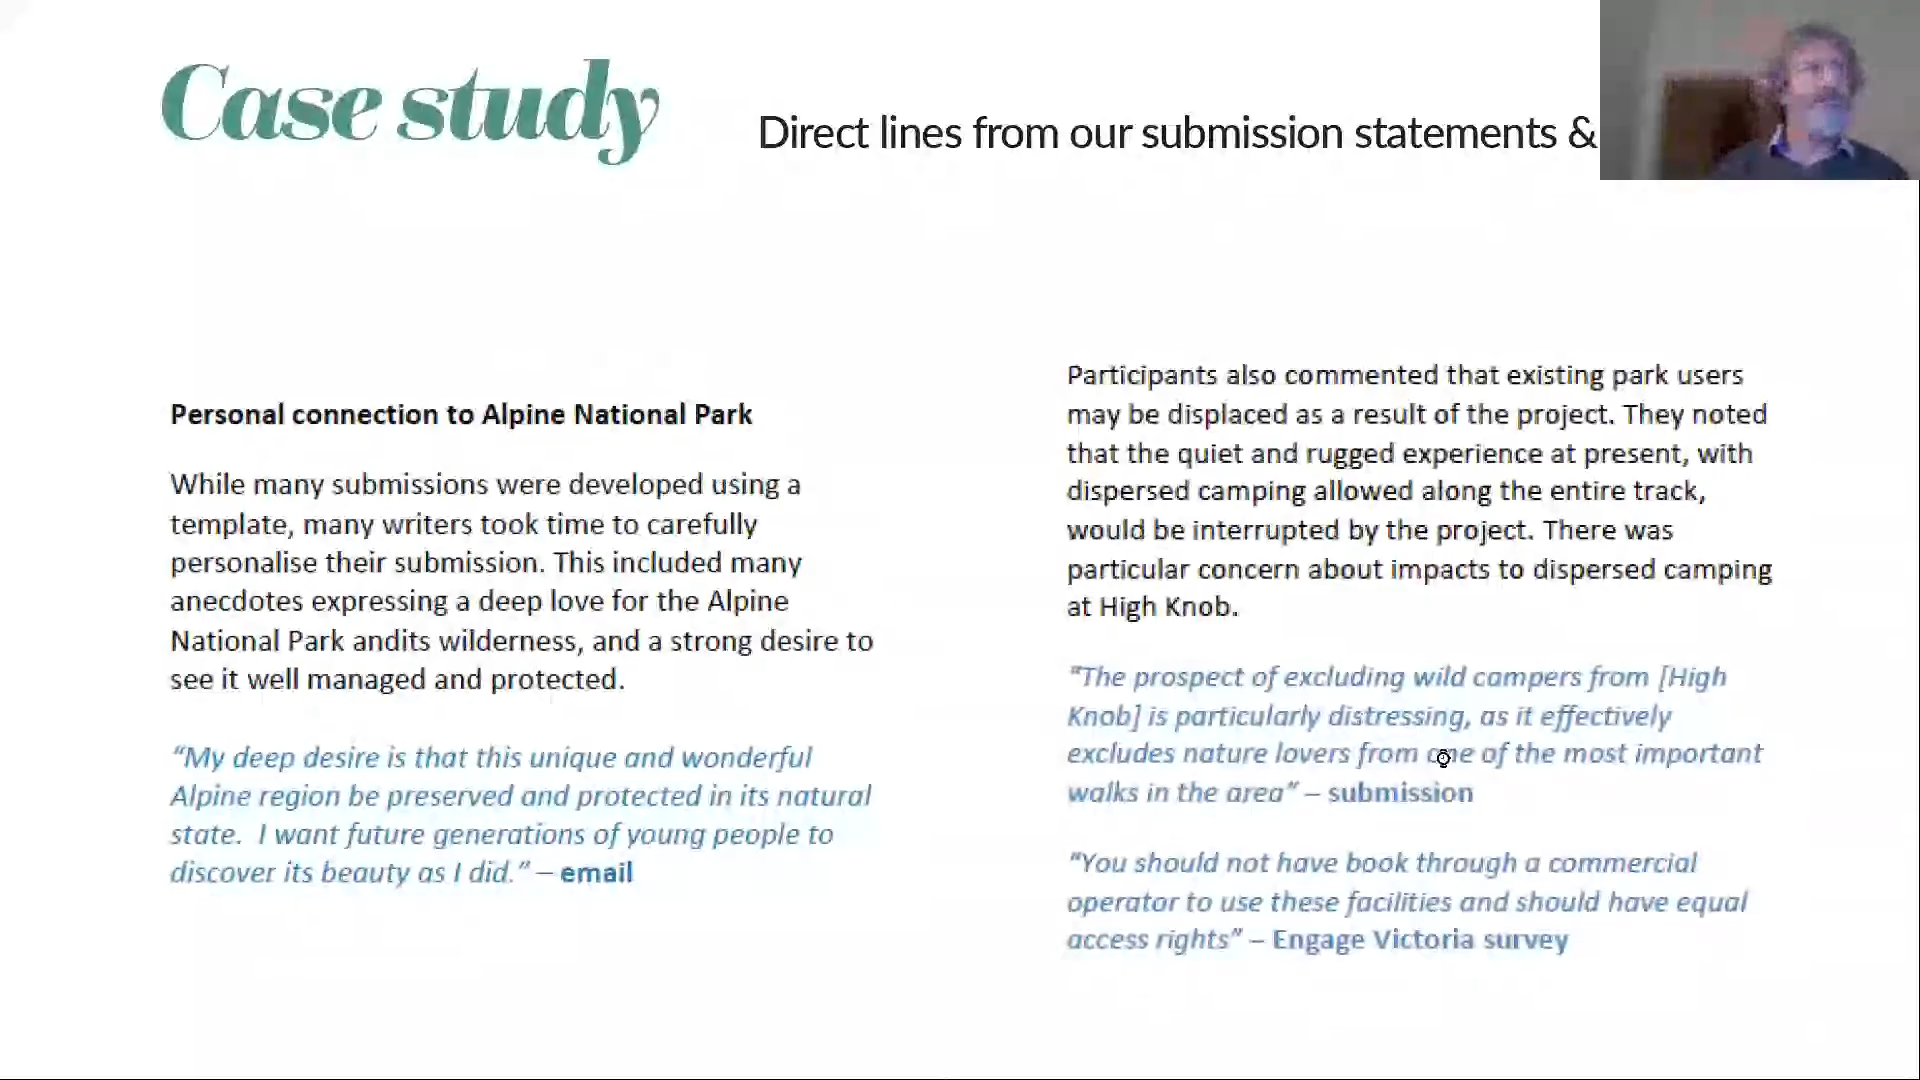 Case study
Direct lines from our submission statements &
Personal connection to Alpine National Park
While many submissions were developed using a
template, many writers took time to carefully
personalise their submission. This included many
anecdotes expressing a deep love for the Alpine
National Park andits wilderness, and a strong desire to
see it well managed and protected.
“My deep desire is that this unique and wonderful
Alpine region be preserved and protected in its natural
state.  I want future generations of young people to
discover its beauty as I did.” – email
Participants also commented that existing park users
may be displaced as a result of the project. They noted
that the quiet and rugged experience at present, with
dispersed camping allowed along the entire track,
would be interrupted by the project. There was
particular concern about impacts to dispersed camping
at High Knob.
“The prospect of excluding wild campers from [High
Knob] is particularly distressing, as it effectively
excludes nature lovers from one of the most important
walks in the area” – submission
“You should not have book through a commercial
operator to use these facilities and should have equal
access rights” – Engage Victoria survey